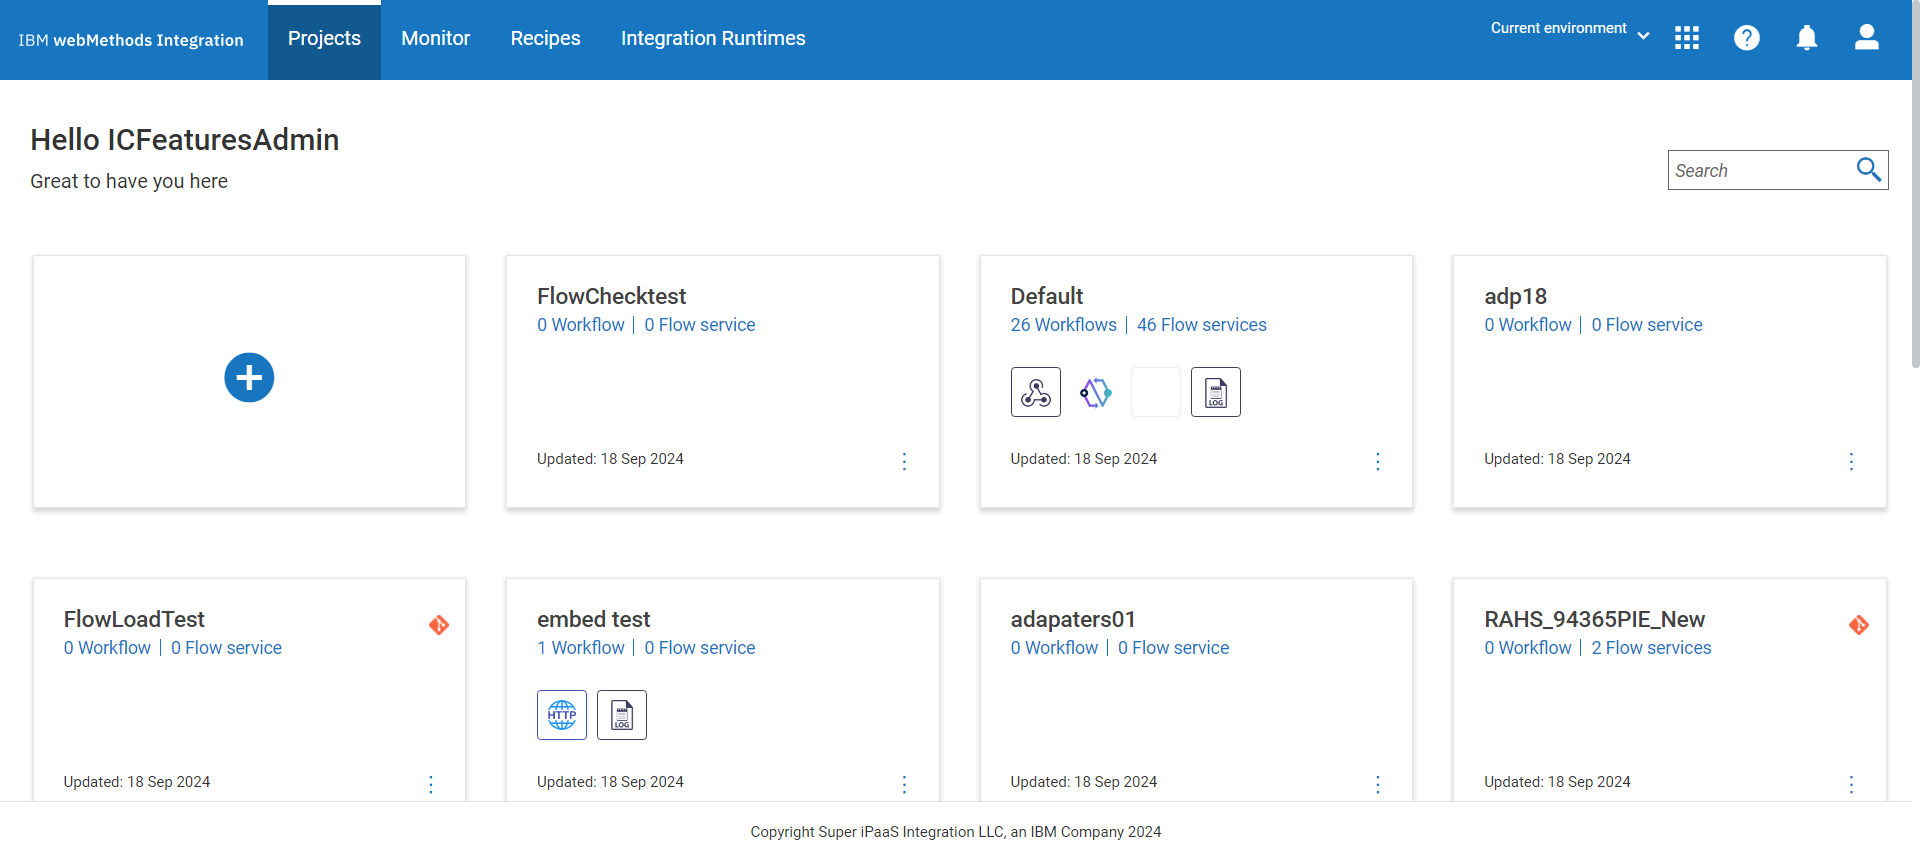 IBM webMethods Integration
Projects
Monitor
Recipes
Integration Runtimes
Current environment
Hello ICFeaturesAdmin
Great to have you here
Search
FlowChecktest
0 Workflow | 0 Flow service
Updated: 18 Sep 2024
Default
26 Workflows | 46 Flow services
LOG
Updated: 18 Sep 2024
adp18
0 Workflow | 0 Flow service
Updated: 18 Sep 2024
FlowLoadTest
0 Workflow | 0 Flow service
Updated: 18 Sep 2024
embed test
1 Workflow | 0 Flow service
HTTP
LOG
Updated: 18 Sep 2024
adapaters01
0 Workflow | 0 Flow service
Updated: 18 Sep 2024
RAHS_94365PIE_New
0 Workflow | 2 Flow services
Updated: 18 Sep 2024
Copyright Super iPaaS Integration LLC, an IBM Company 2024